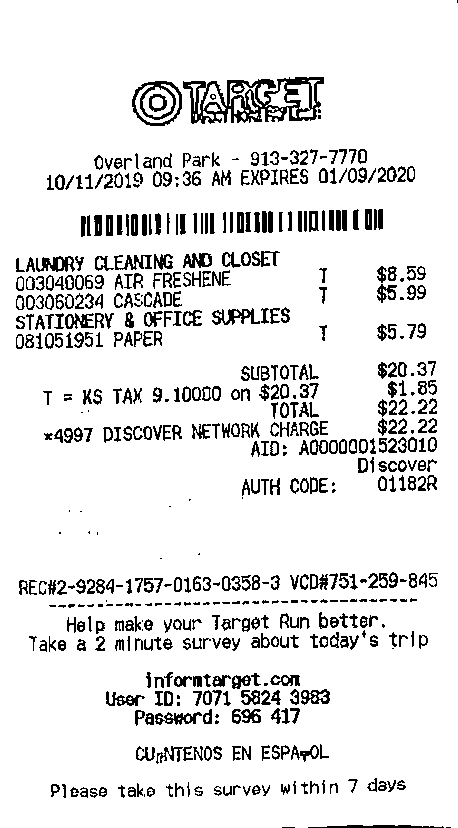 TARGET
Overland Park - 913-327-7770
10/11/2019 09:36 AM EXPIRES 01/09/2020
LAUNDRY CLEANING AND CLOSET
003040069 AIR FRESHENE T $8.59
003060234 CASCADE T $5.99
STATIONERY & OFFICE SUPPLIES
081051951 PAPER T $5.79
SUBTOTAL $20.37
T = KS TAX 9.10000 on $20.37 $1.85
TOTAL $22.22
*4997 DISCOVER NETWORK CHARGE $22.22
AID: A0000001523010
Discover
AUTH CODE: 01182R
REC#2-9284-1757-0163-0358-3 VCD#751-259-845
Help make your Target Run better.
Take a 2 minute survey about today's trip
informtarget.com
User ID: 7071 5824 3983
Password: 696 417
EN
Please take this survey within 7 days